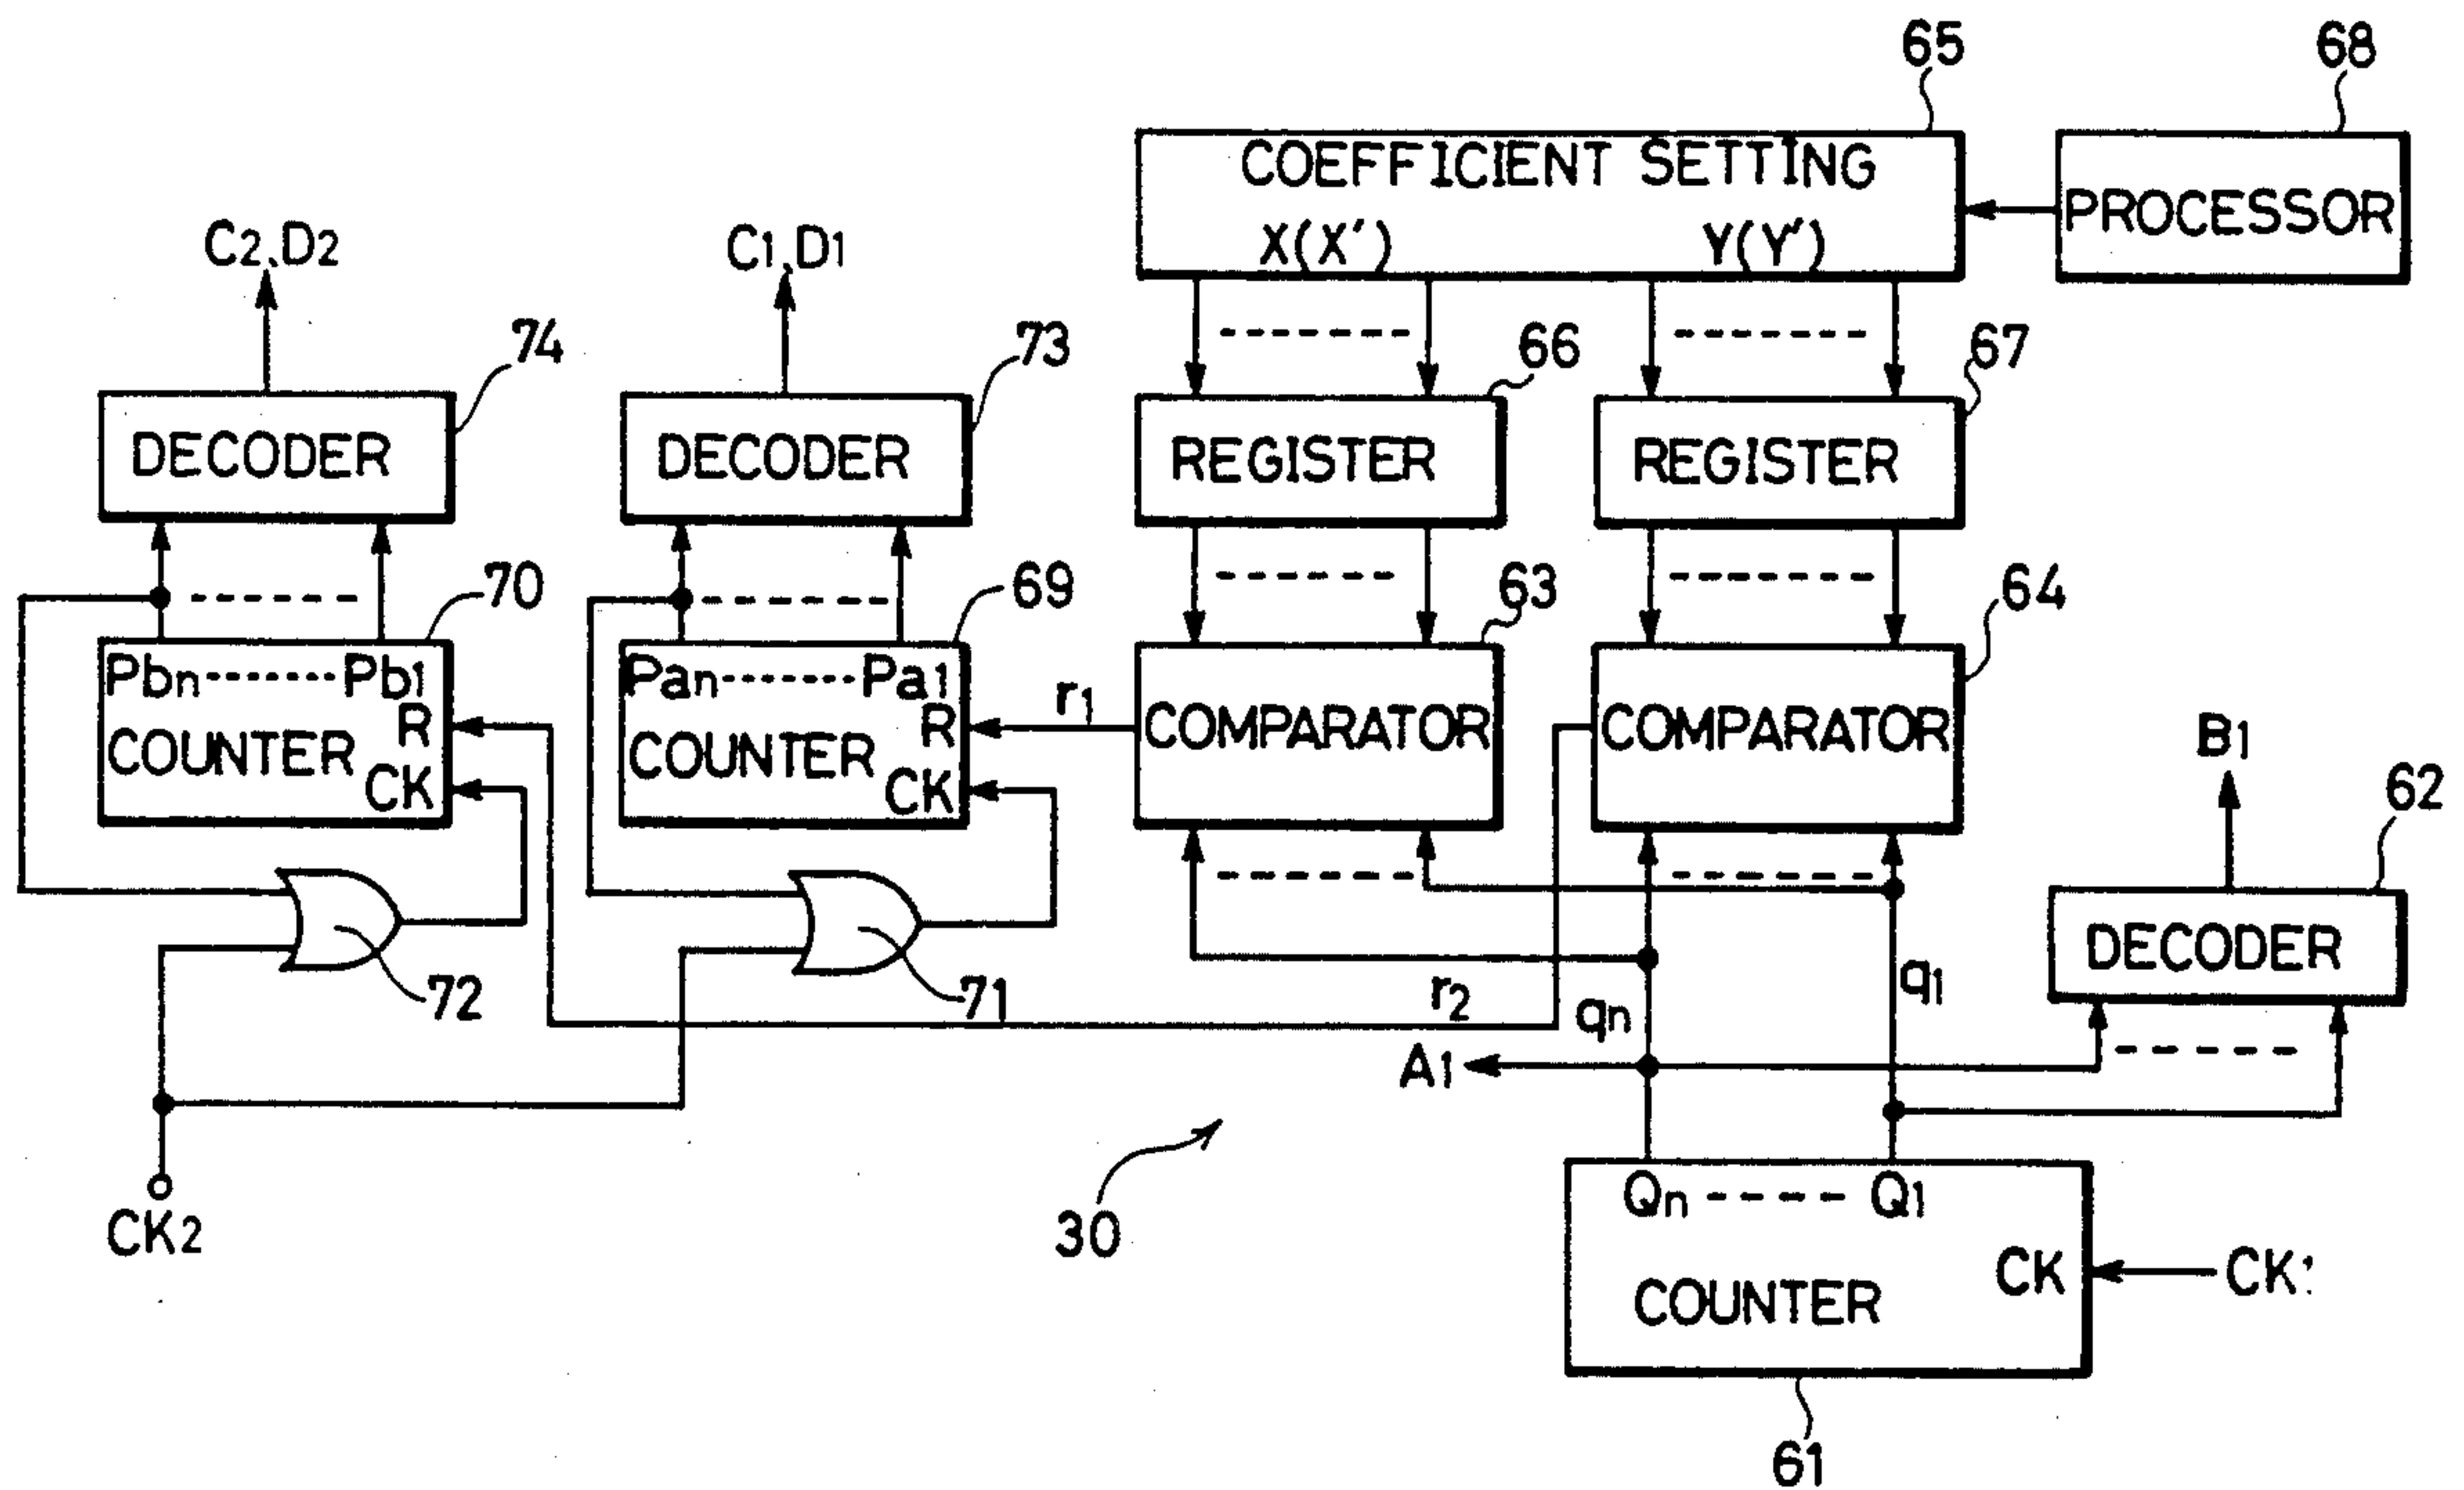 65
68
COEFFICIENT SETTING
X(X') Y(Y')
PROCESSOR
C2,D2
C1,D1
74
73
66
67
DECODER
DECODER
REGISTER
REGISTER
70
69
63
64
Pbn-------Pb1
R
COUNTER
CK
Pan-------Pa1
R
COUNTER
CK
r1
COMPARATOR
COMPARATOR
B1
62
DECODER
72
71
r2
qn
q1
A1
30
CK2
Qn ----- Q1
CK
COUNTER
61